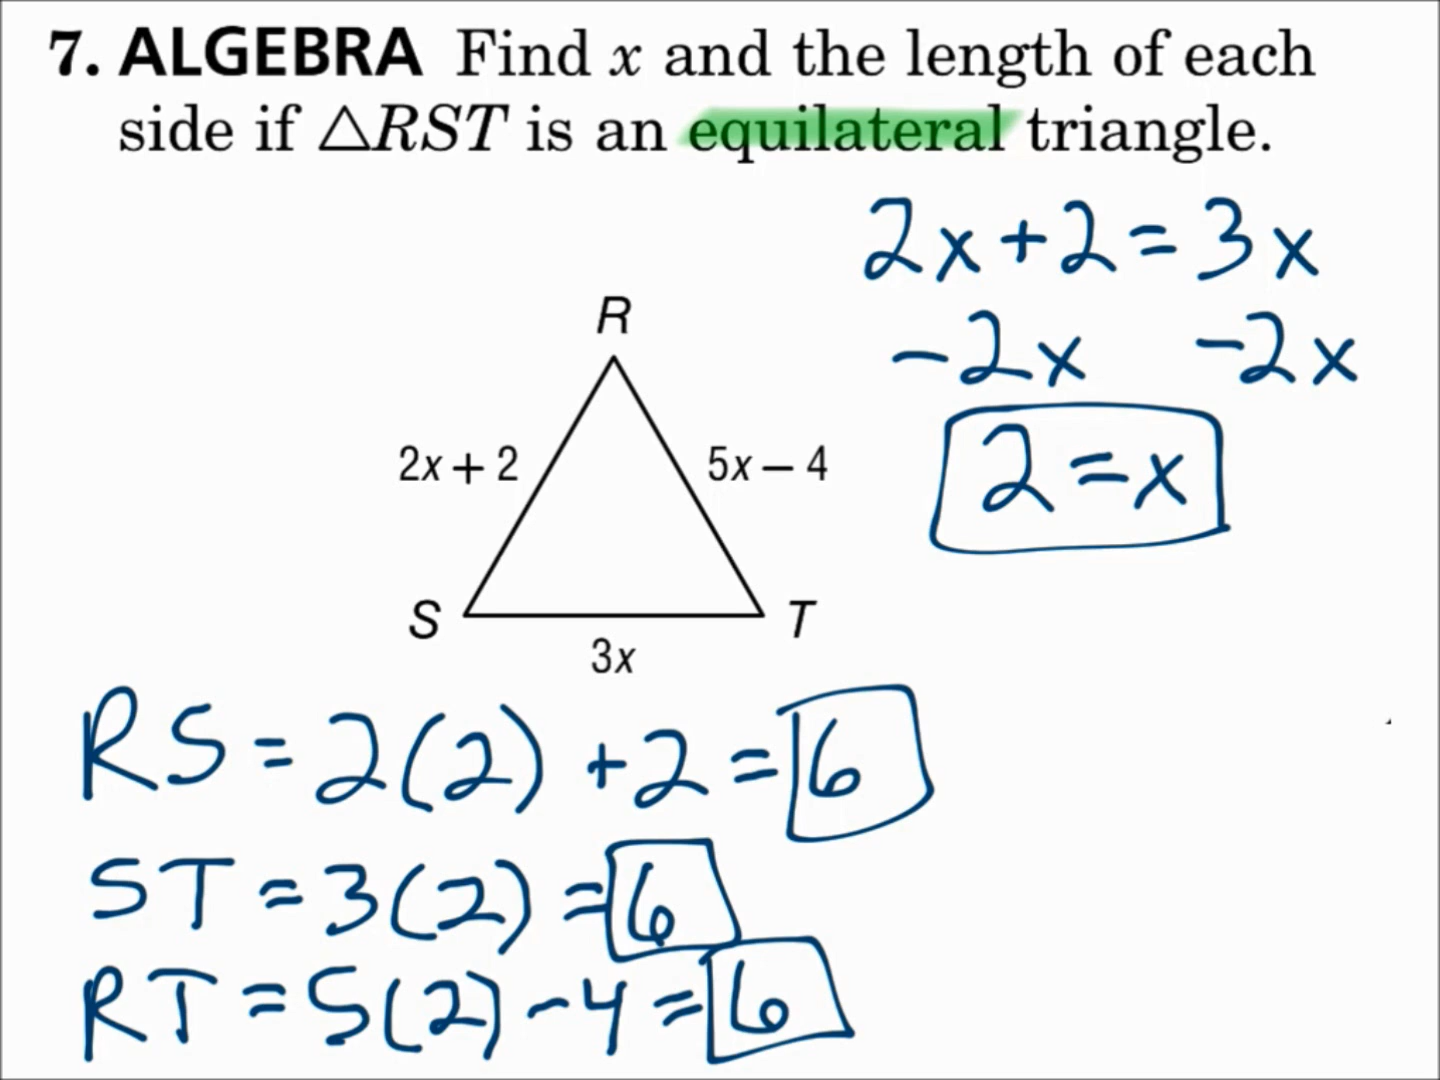 7. ALGEBRA Find x and the length of each
side if △RST is an equilateral triangle.
2x+2=3x
-2x -2x
2=x
R
2x + 2
5x – 4
S
T
3x
RS=2(2)+2=6
ST=3(2)=6
RT=5(2)-4=6